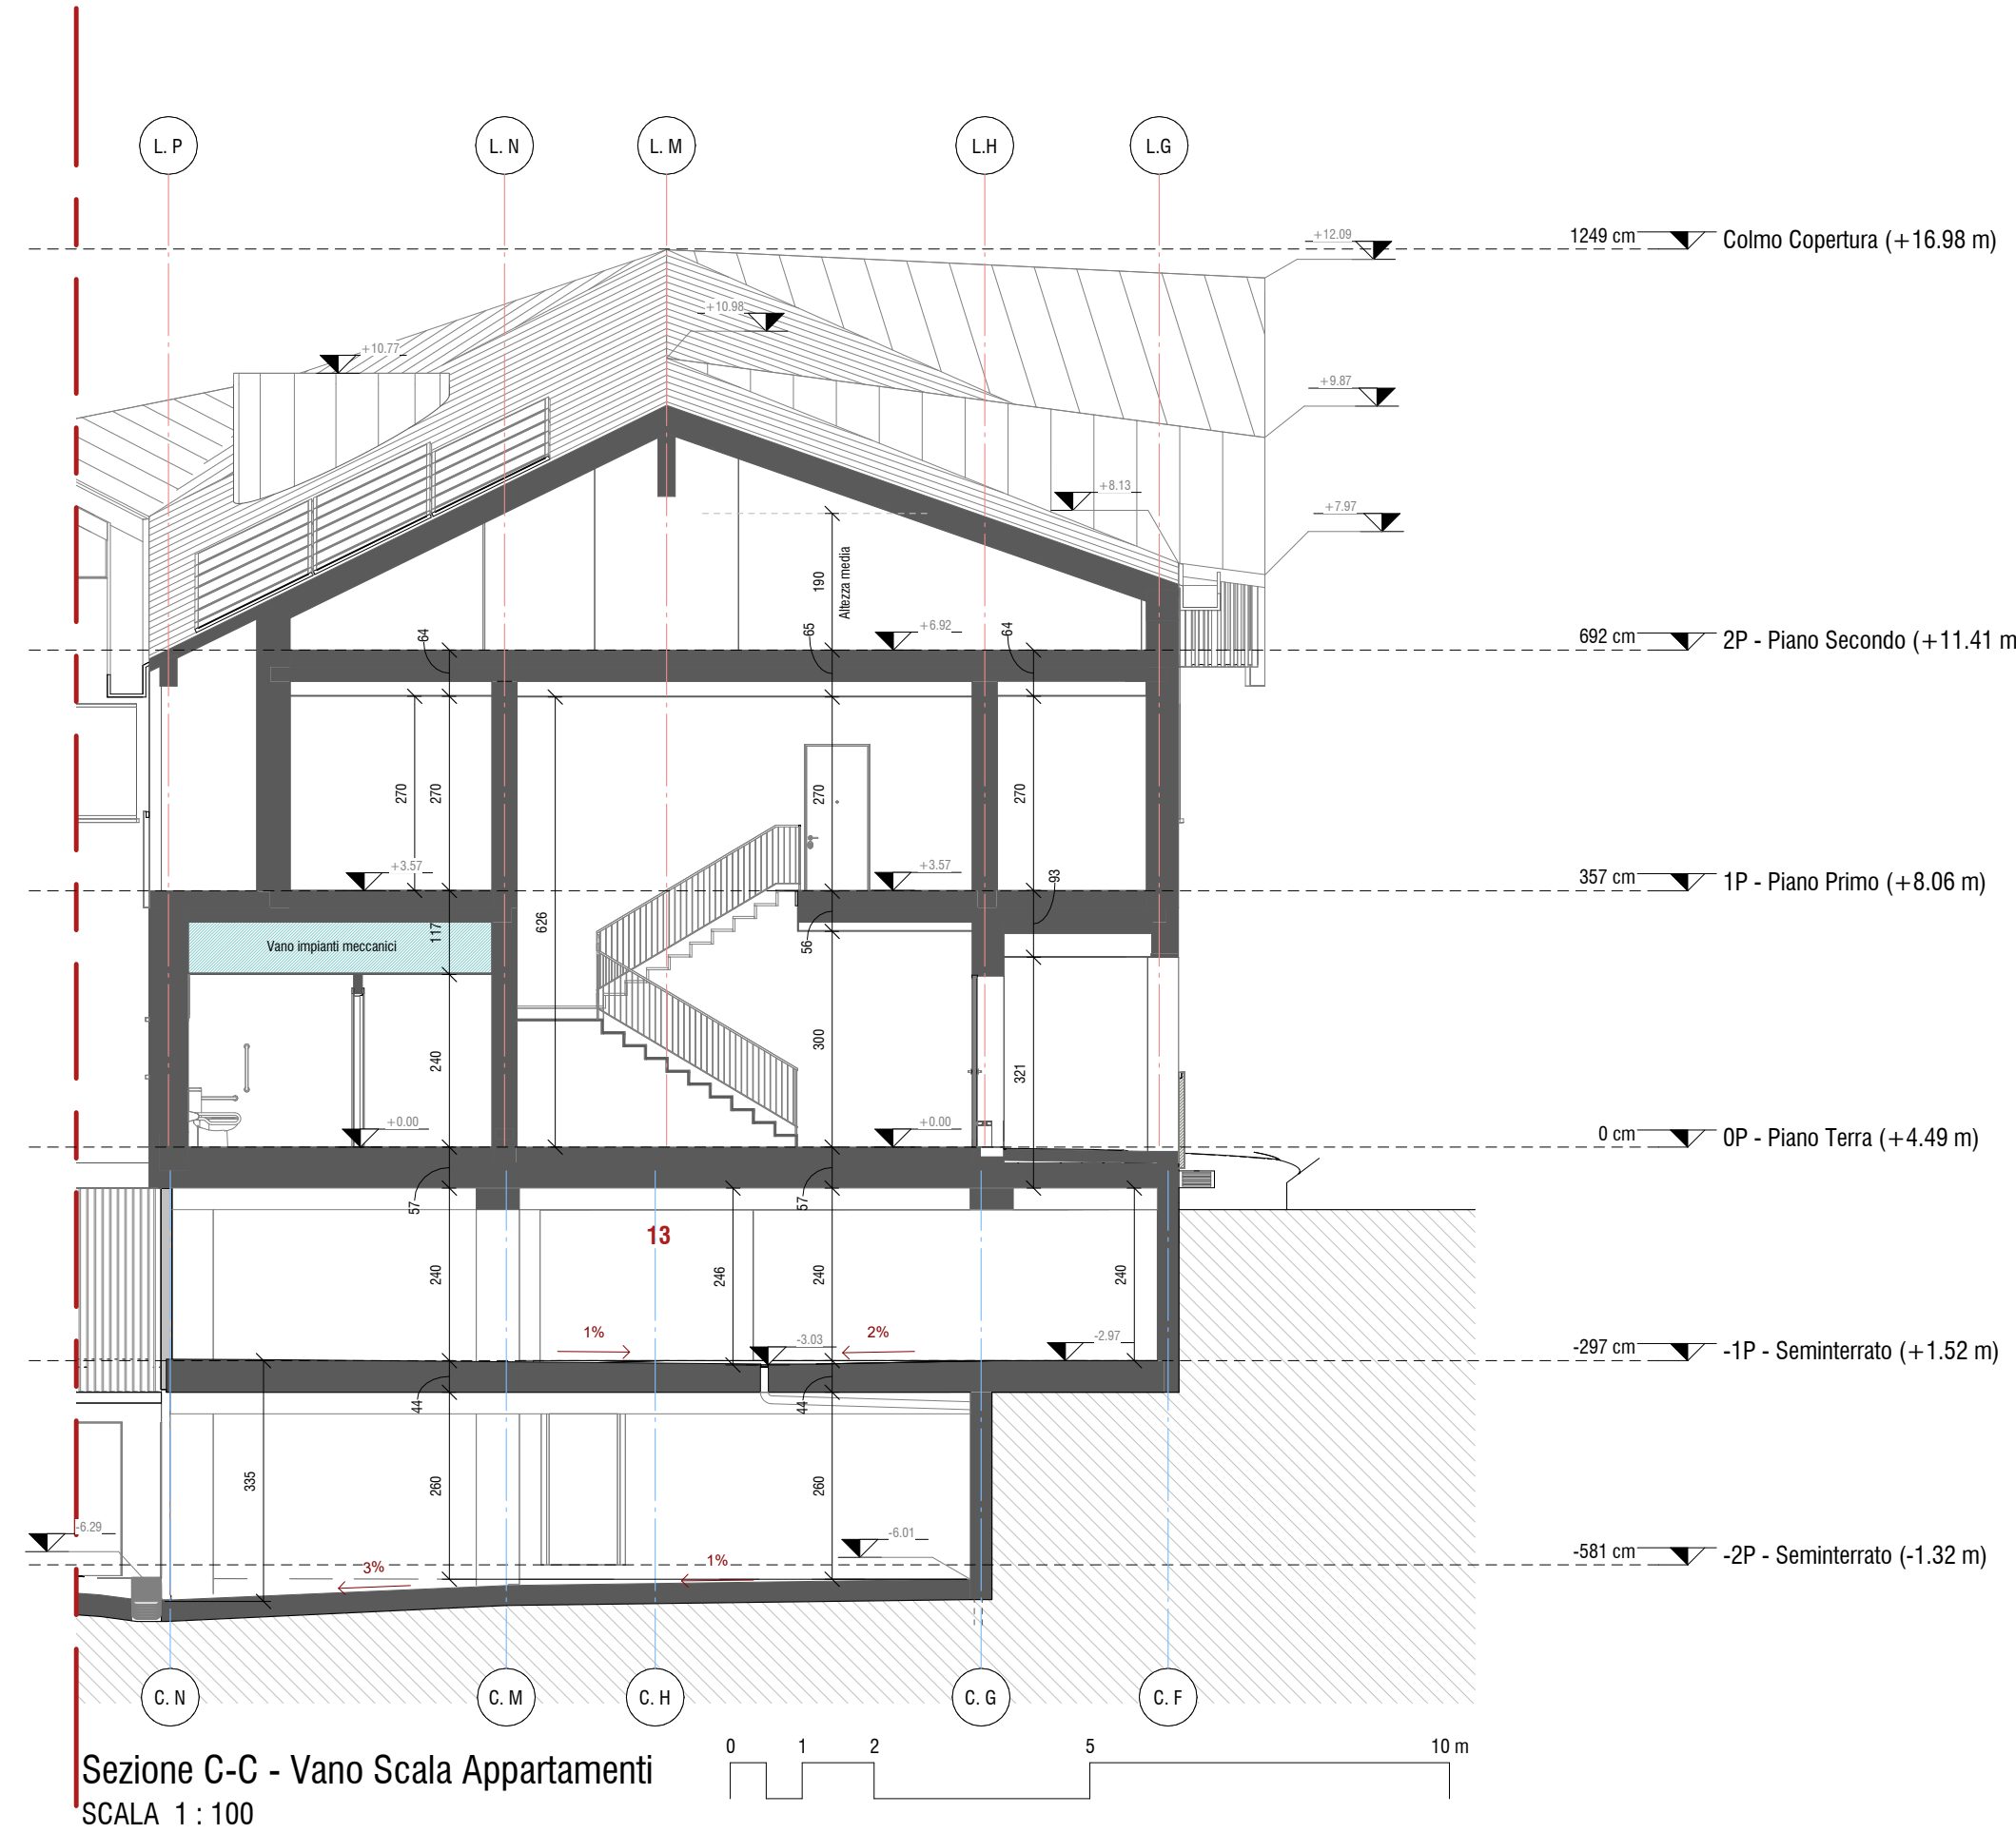 L. P
L. N
L. M
L.H
L.G
+12.09
1249 cm
Colmo Copertura (+16.98 m)
+10.98
+10.77
+9.87
+8.13
+7.97
190
Altezza media
64
65
+6.92
64
692 cm
2P - Piano Secondo (+11.41 m
270
270
270
270
+3.57
+3.57
93
357 cm
1P - Piano Primo (+8.06 m)
117
626
56
Vano impianti meccanici
240
300
321
+0.00
+0.00
0 cm
0P - Piano Terra (+4.49 m)
57
57
13
240
246
240
240
1%
-3.03
2%
-2.97
-297 cm
-1P - Seminterrato (+1.52 m)
44
44
335
260
260
-6.29
-6.01
3%
1%
-581 cm
-2P - Seminterrato (-1.32 m)
C. N
C. M
C. H
C. G
C. F
0
1
2
5
10 m
Sezione C-C - Vano Scala Appartamenti
SCALA 1 : 100